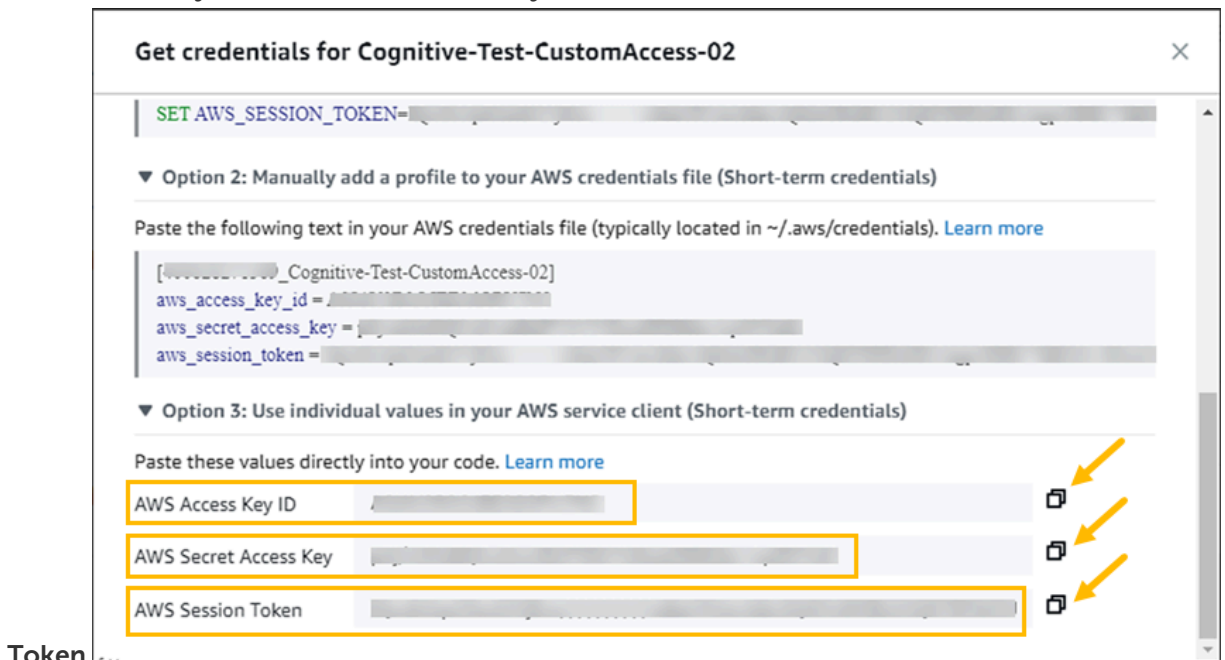 Get credentials for Cognitive-Test-CustomAccess-02
SET AWS_SESSION_TOKEN=
▼ Option 2: Manually add a profile to your AWS credentials file (Short-term credentials)
Paste the following text in your AWS credentials file (typically located in ~/.aws/credentials). Learn more
[ _Cognitive-Test-CustomAccess-02]
aws_access_key_id =
aws_secret_access_key =
aws_session_token =
▼ Option 3: Use individual values in your AWS service client (Short-term credentials)
Paste these values directly into your code. Learn more
AWS Access Key ID
AWS Secret Access Key
AWS Session Token
Token